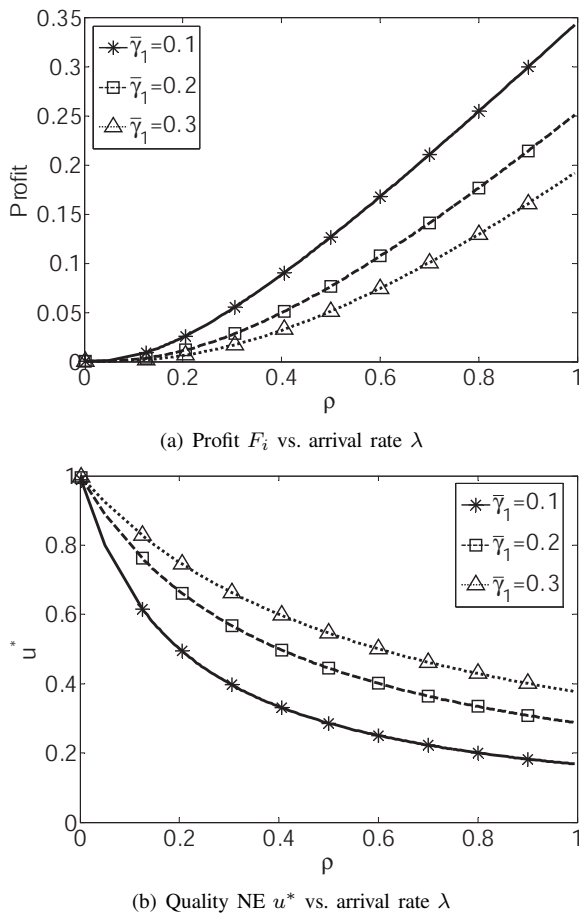 0.35
0.3
0.25
0.2
0.15
0.1
0.05
0
Profit
γ̄₁=0.1
γ̄₁=0.2
γ̄₁=0.3
0 0.2 0.4 0.6 0.8 1
ρ
(a) Profit Fᵢ vs. arrival rate λ
1
0.8
0.6
0.4
0.2
0
u*
γ̄₁=0.1
γ̄₁=0.2
γ̄₁=0.3
0 0.2 0.4 0.6 0.8 1
ρ
(b) Quality NE u* vs. arrival rate λ